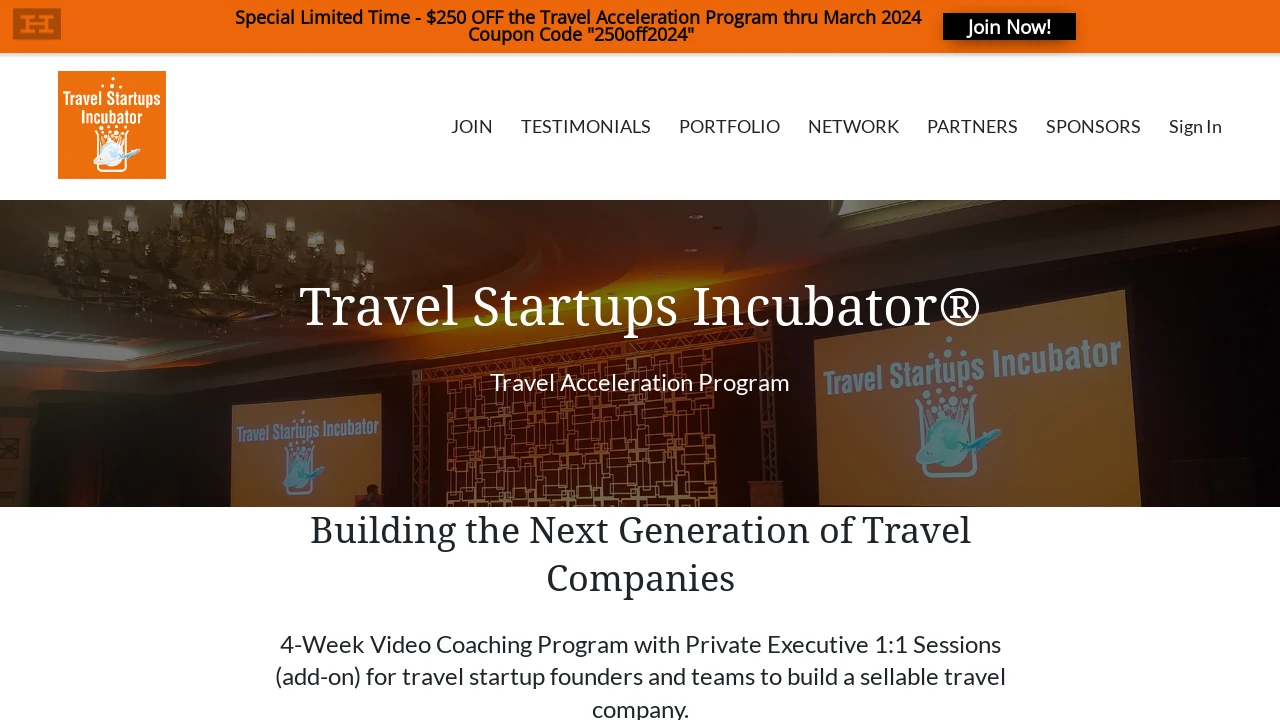 Special Limited Time - $250 OFF the Travel Acceleration Program thru March 2024
Coupon Code "250off2024"
Join Now!
Travel Startups
Incubator
JOIN
TESTIMONIALS
PORTFOLIO
NETWORK
PARTNERS
SPONSORS
Sign In
Travel Startups Incubator®
Travel Acceleration Program
Travel Startups Incubator
Travel Startups Incubator
Building the Next Generation of Travel
Companies
4-Week Video Coaching Program with Private Executive 1:1 Sessions
(add-on) for travel startup founders and teams to build a sellable travel
company.